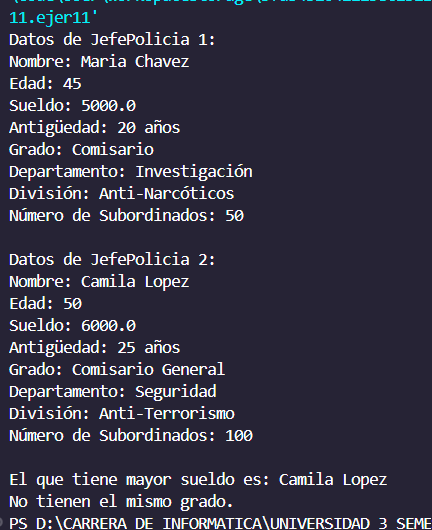 11.ejer11'
Datos de JefePolicia 1:
Nombre: Maria Chavez
Edad: 45
Sueldo: 5000.0
Antigüedad: 20 años
Grado: Comisario
Departamento: Investigación
División: Anti-Narcóticos
Número de Subordinados: 50
Datos de JefePolicia 2:
Nombre: Camila Lopez
Edad: 50
Sueldo: 6000.0
Antigüedad: 25 años
Grado: Comisario General
Departamento: Seguridad
División: Anti-Terrorismo
Número de Subordinados: 100
El que tiene mayor sueldo es: Camila Lopez
No tienen el mismo grado.
PS D:\CARRERA DE INFORMATICA\UNIVERSIDAD 3 SEME